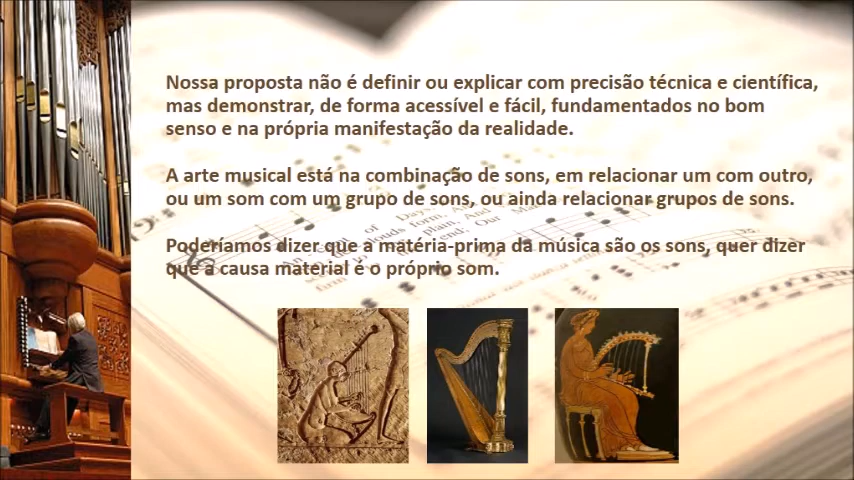 Nossa proposta não é definir ou explicar com precisão técnica e científica,
mas demonstrar, de forma acessível e fácil, fundamentados no bom
senso e na própria manifestação da realidade.
A arte musical está na combinação de sons, em relacionar um com outro,
ou um som com um grupo de sons, ou ainda relacionar grupos de sons.
Poderíamos dizer que a matéria-prima da música são os sons, quer dizer
que a causa material é o próprio som.